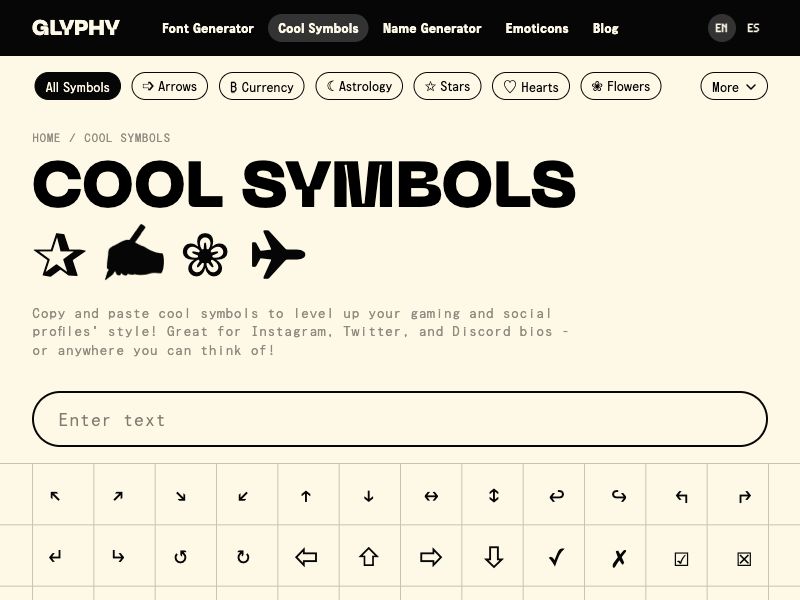 GLYPHY Font Generator Cool Symbols Name Generator Emoticons Blog EN ES
All Symbols ➩ Arrows ₿ Currency ☾ Astrology ☆ Stars ♡ Hearts ❀ Flowers More
HOME / COOL SYMBOLS
COOL SYMBOLS
✰ ✍ ❀ ✈
Copy and paste cool symbols to level up your gaming and social
profiles' style! Great for Instagram, Twitter, and Discord bios -
or anywhere you can think of!
Enter text
↖ ↗ ↘ ↙ ↑ ↓ ↔ ↕ ↩ ↪ ↰ ↱
↵ ↳ ↺ ↻ ⇦ ⇧ ⇨ ⇩ ✓ ✗ ☑ ☒